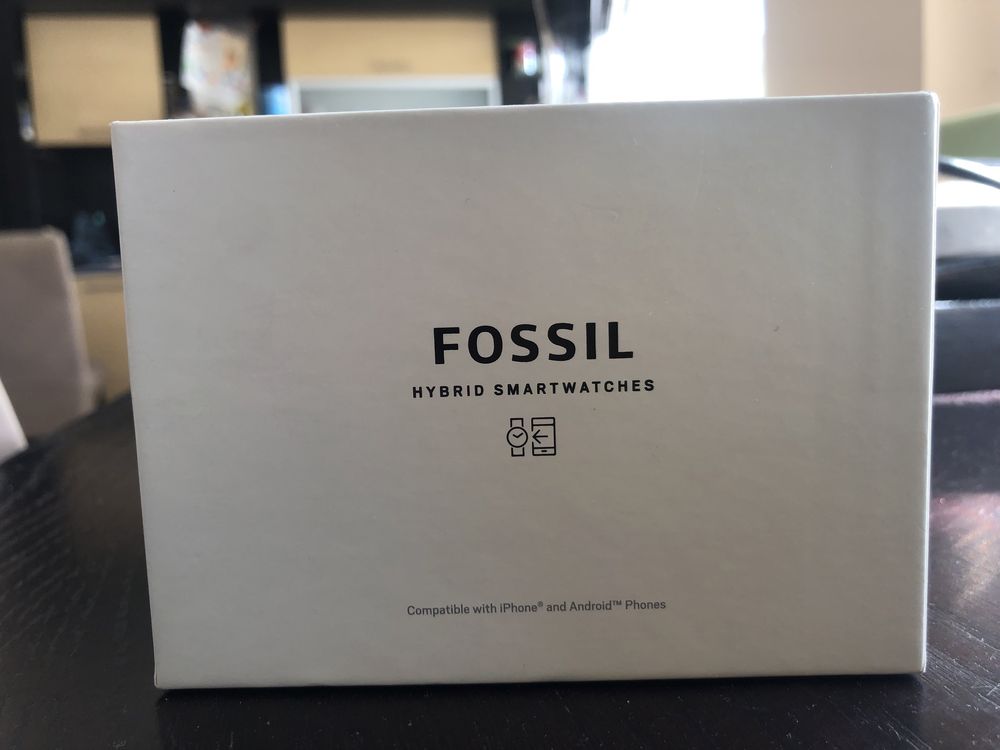 FOSSIL
HYBRID SMARTWATCHES
Compatible with iPhone® and Android™ Phones